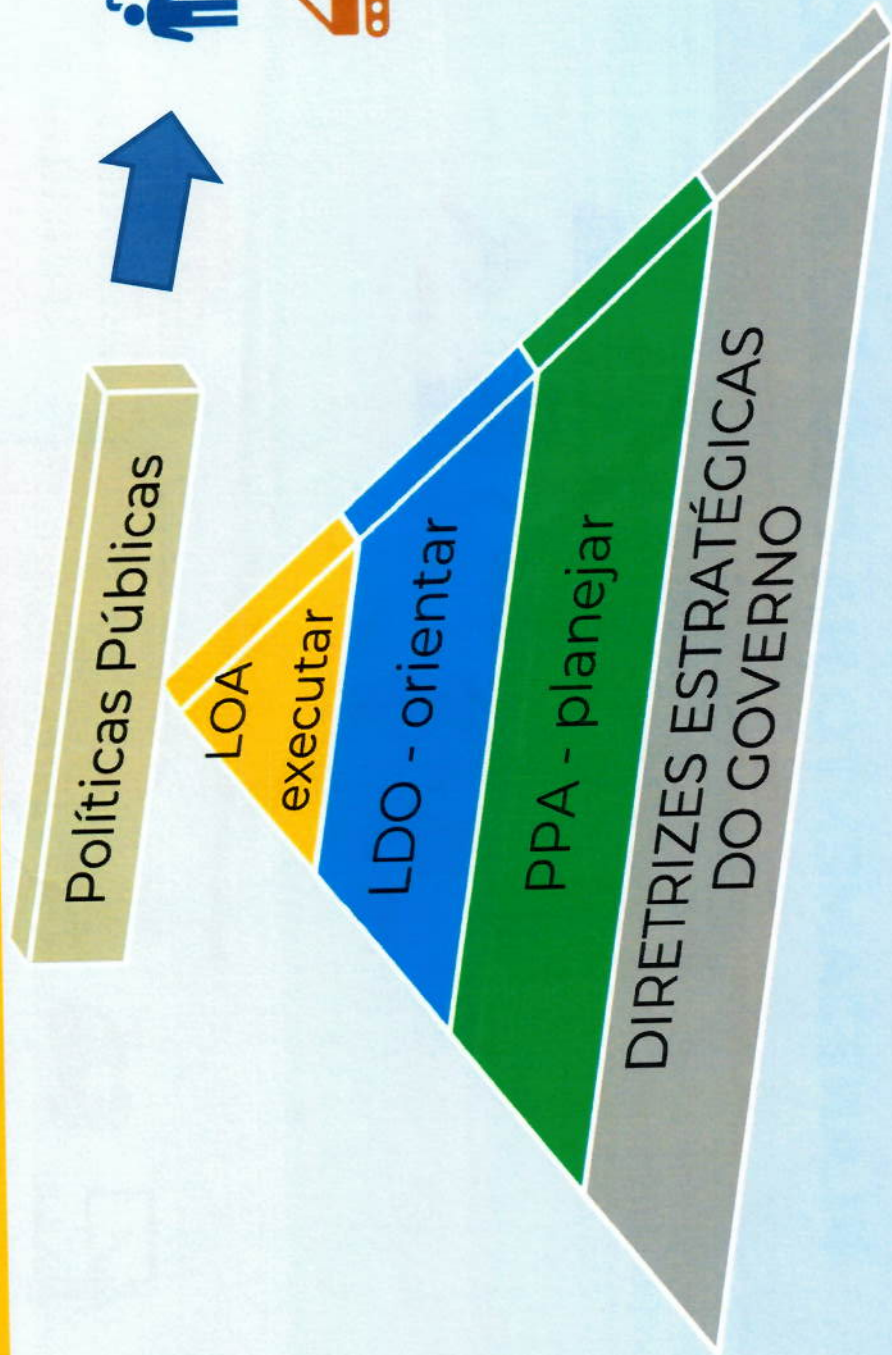 Políticas Públicas
LOA
executar
LDO - orientar
PPA - planejar
DIRETRIZES ESTRATÉGICAS
DO GOVERNO